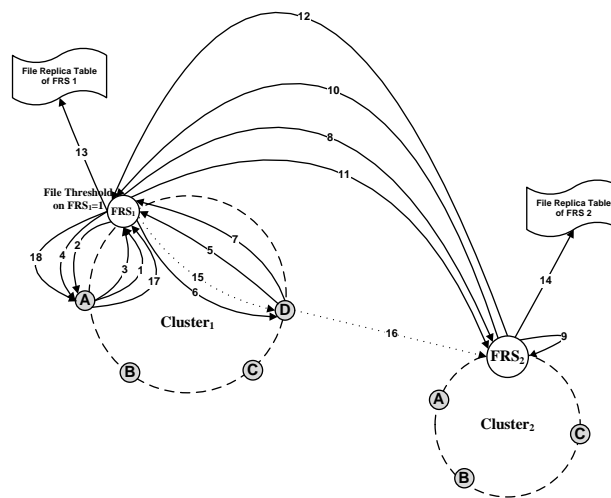 12
File Replica Table
of FRS 1
10
8
11
13
File Threshold
on FRS₁=1
FRS₁
File Replica Table
of FRS 2
18
4
2
3
1
17
7
5
15
6
14
A
D
Cluster₁
16
9
FRS₂
B
C
A
Cluster₂
C
B